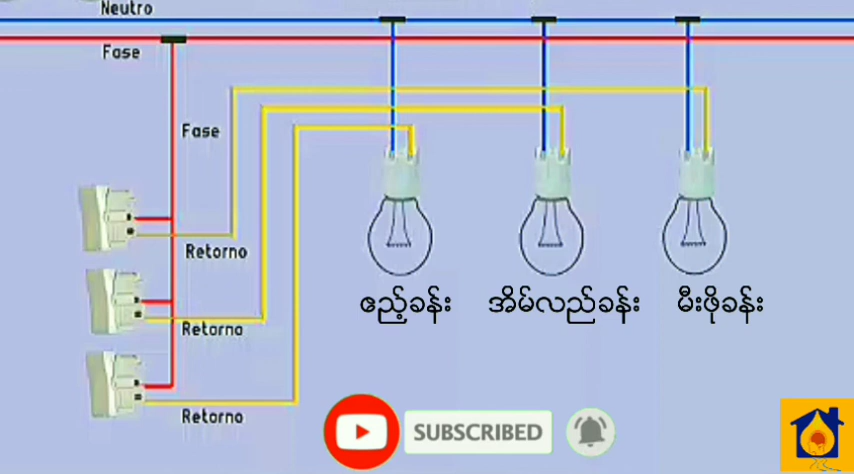 Neutro
Fase
Fase
Retorno
Retorno
Retorno
ဧည့်ခန်း
အိမ်လည်ခန်း
မီးဖိုခန်း
SUBSCRIBED